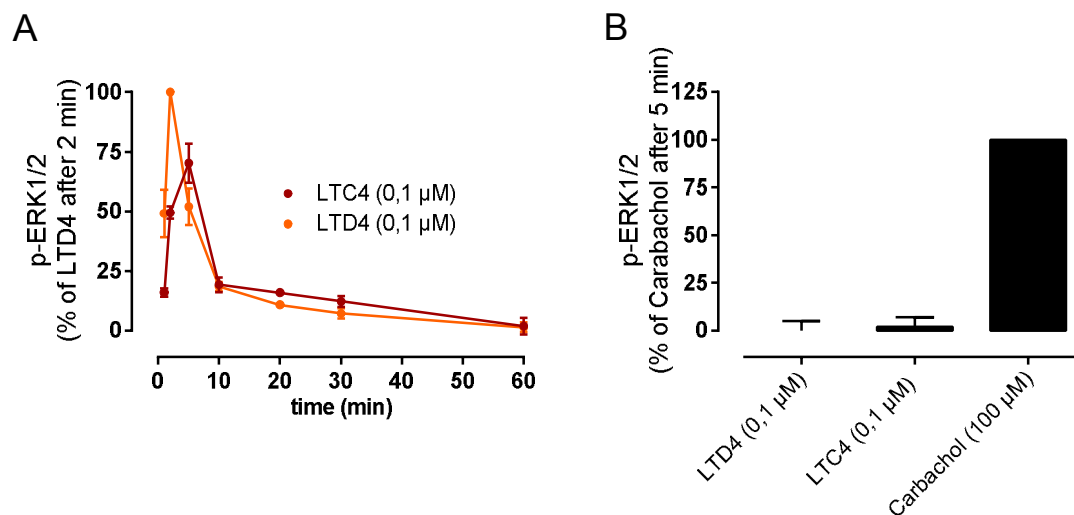 A
p-ERK1/2
(% of LTD4 after 2 min)
100
75
50
25
0
0 10 20 30 40 50 60
time (min)
LTC4 (0,1 µM)
LTD4 (0,1 µM)
B
p-ERK1/2
(% of Carabachol after 5 min)
125
100
75
50
25
0
LTD4 (0,1 µM)
LTC4 (0,1 µM)
Carbachol (100 µM)